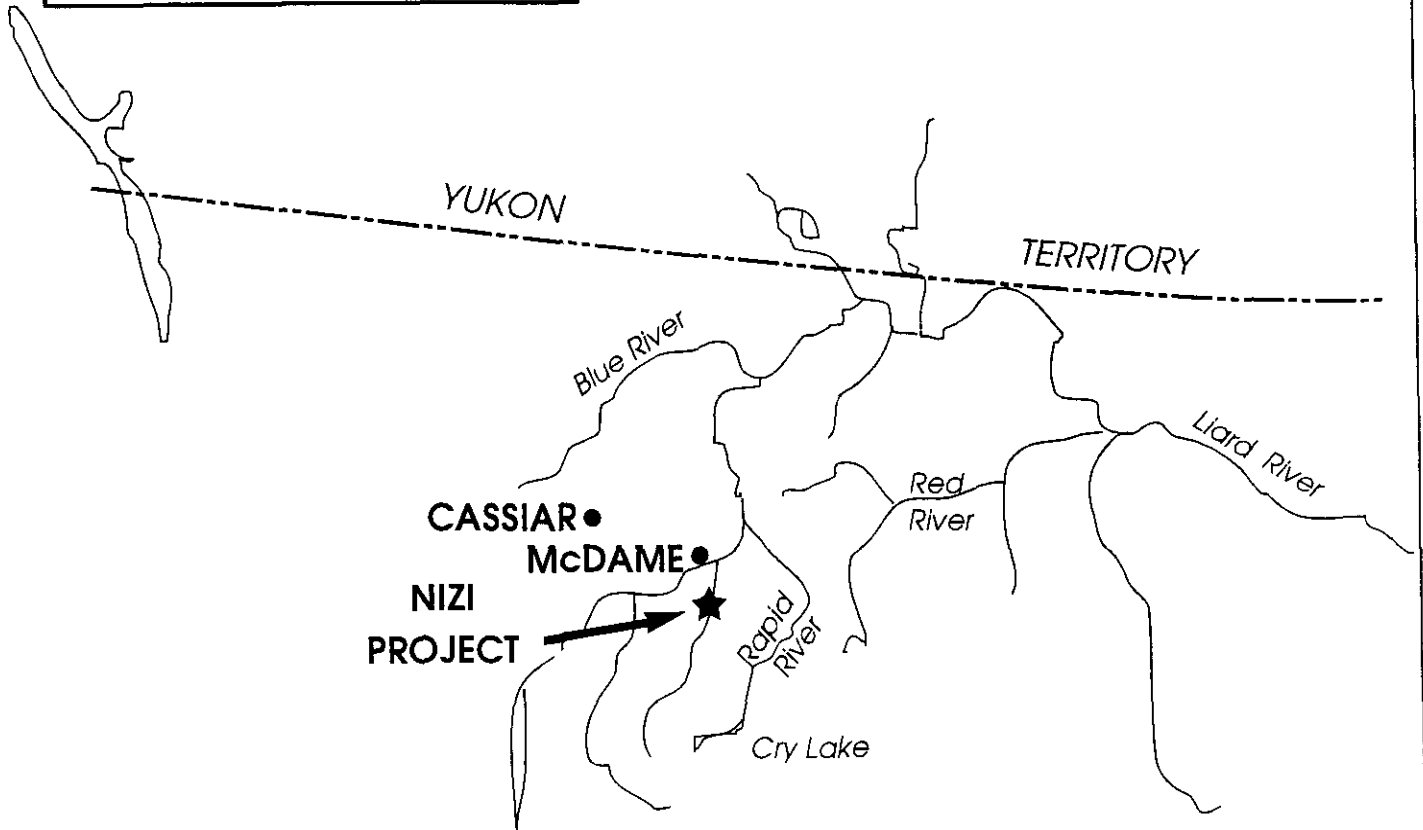 YUKON
TERRITORY
Blue River
Liard River
Red
River
CASSIAR
McDAME
NIZI
PROJECT
Rapid
River
Cry Lake